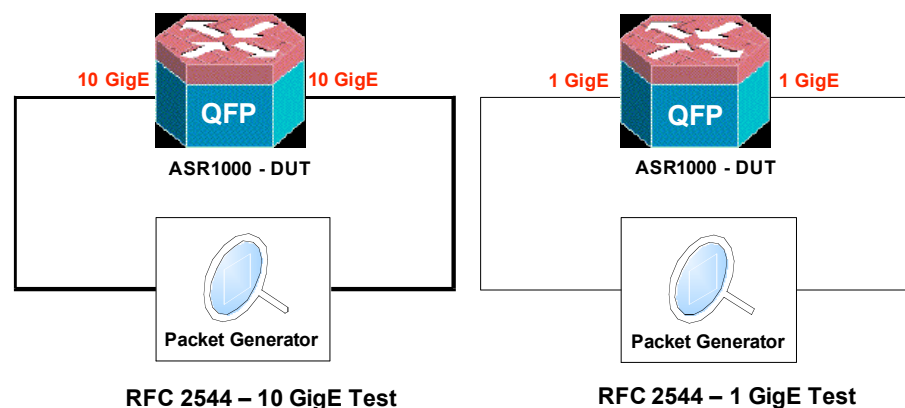 10 GigE
10 GigE
QFP
ASR1000 - DUT
Packet Generator
RFC 2544 – 10 GigE Test
1 GigE
1 GigE
QFP
ASR1000 - DUT
Packet Generator
RFC 2544 – 1 GigE Test